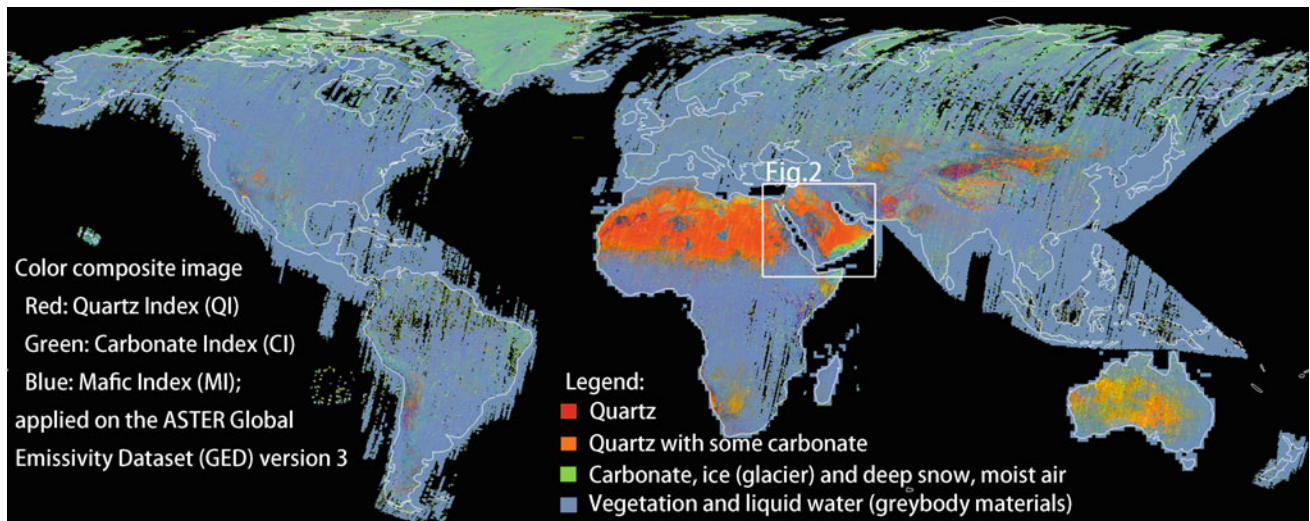 Fig.2
Color composite image
Red: Quartz Index (QI)
Green: Carbonate Index (CI)
Blue: Mafic Index (MI);
applied on the ASTER Global
Emissivity Dataset (GED) version 3
Legend:
Quartz
Quartz with some carbonate
Carbonate, ice (glacier) and deep snow, moist air
Vegetation and liquid water (greybody materials)